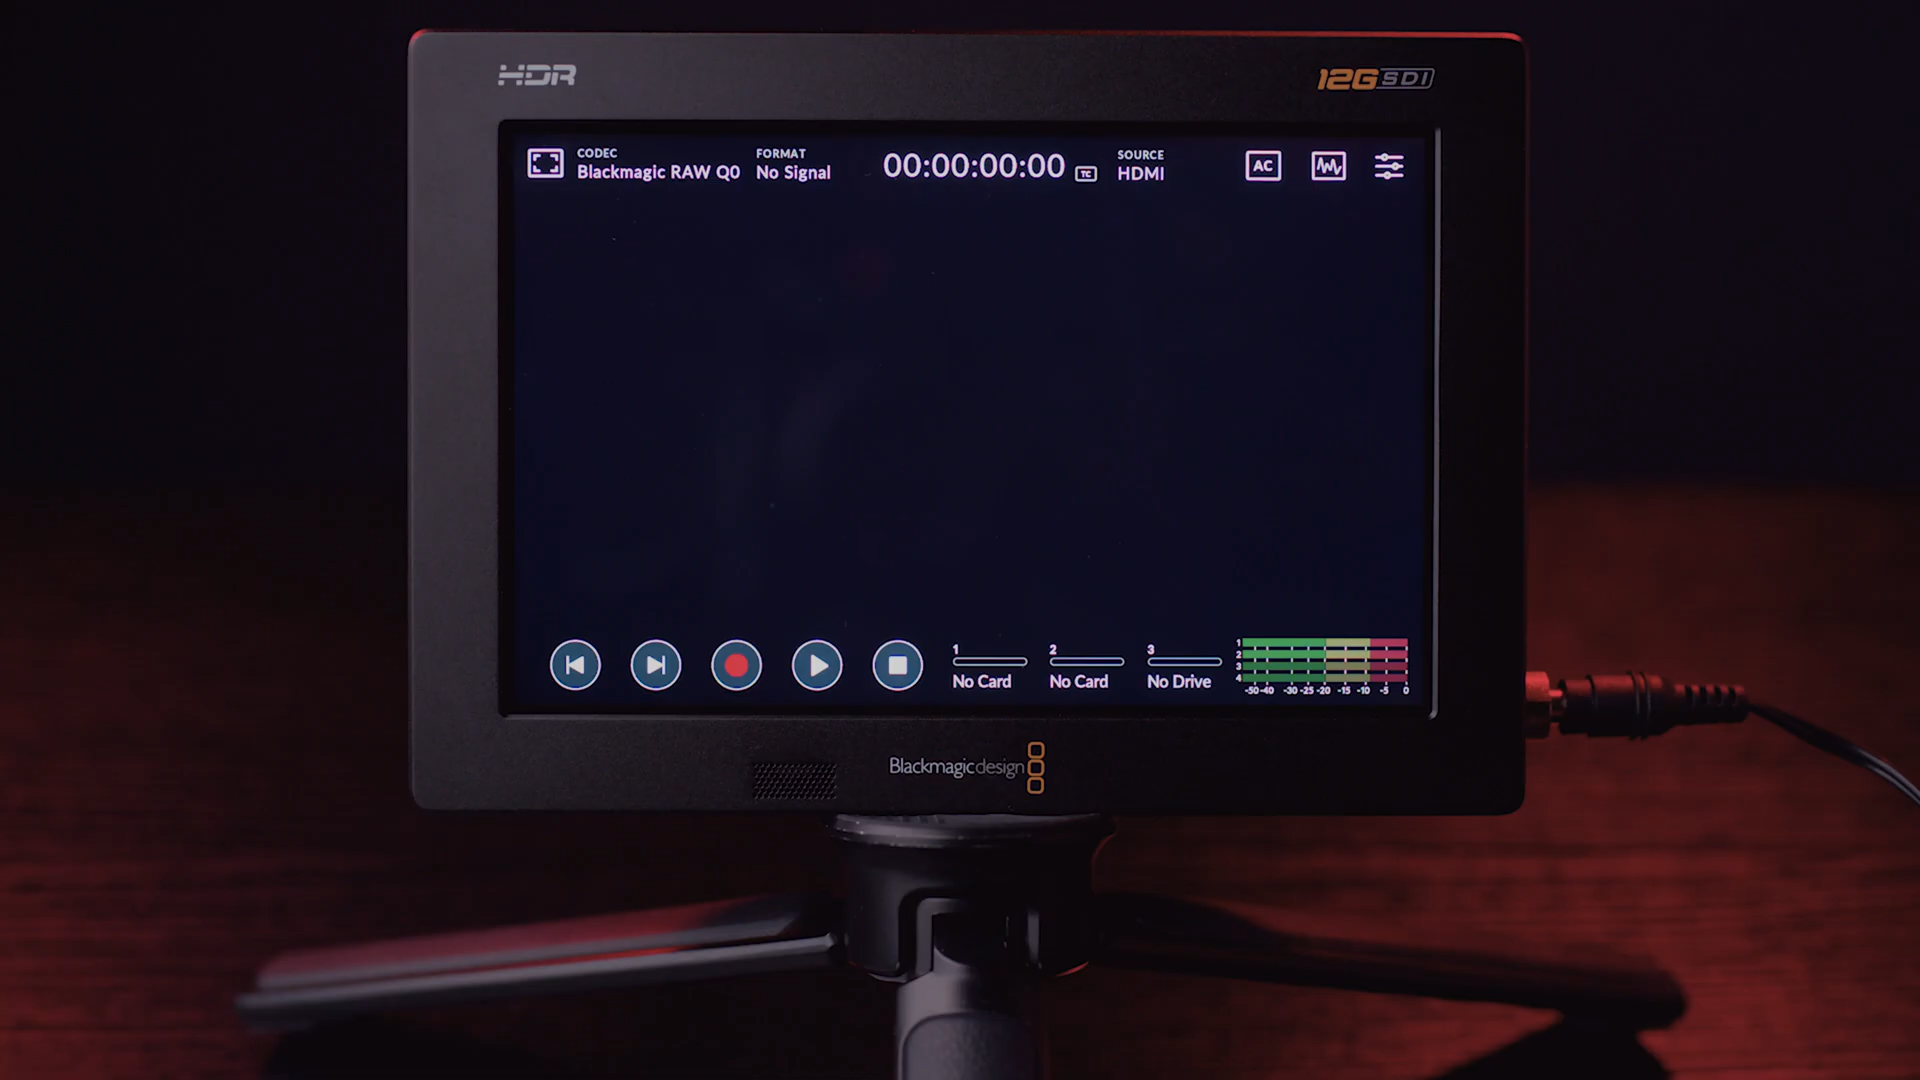 HDR
12G SDI
CODEC
Blackmagic RAW Q0
FORMAT
No Signal
00:00:00:00
TC
SOURCE
HDMI
AC
1
No Card
2
No Card
3
No Drive
1
2
3
4
-50 -40 -30 -25 -20 -15 -10 -5 0
Blackmagicdesign